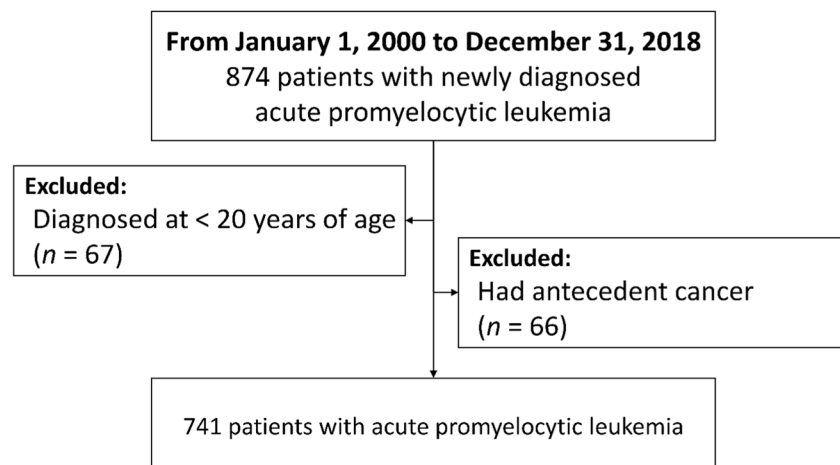 From January 1, 2000 to December 31, 2018
874 patients with newly diagnosed
acute promyelocytic leukemia
Excluded:
Diagnosed at < 20 years of age
(n = 67)
Excluded:
Had antecedent cancer
(n = 66)
741 patients with acute promyelocytic leukemia